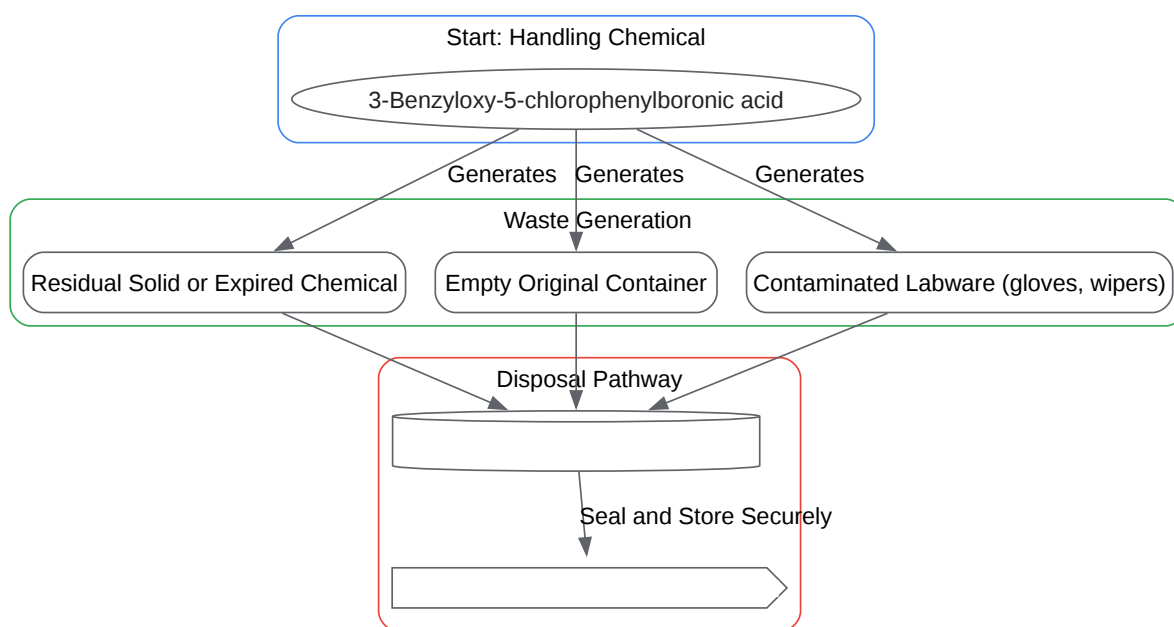 Start: Handling Chemical
3-Benzyloxy-5-chlorophenylboronic acid
Generates
Generates
Generates
Waste Generation
Residual Solid or Expired Chemical
Empty Original Container
Contaminated Labware (gloves, wipers)
Disposal Pathway
Seal and Store Securely